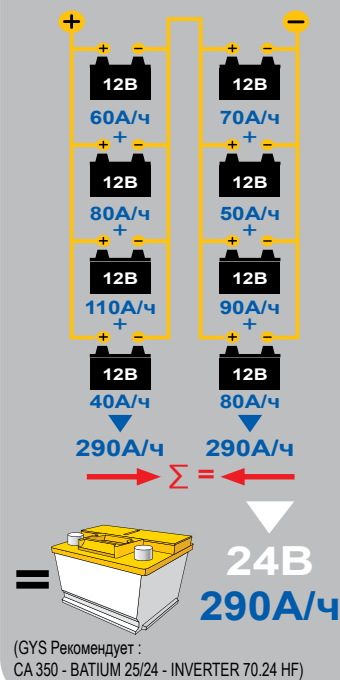 + −
+ − + −
12В 12В
60А/ч 70А/ч
+ +
+ − + −
12В 12В
80А/ч 50А/ч
+ +
+ − + −
12В 12В
110А/ч 90А/ч
+ +
+ − + −
12В 12В
40А/ч 80А/ч
290А/ч 290А/ч
∑ =
24В
= 290А/ч
(GYS Рекомендует :
CA 350 - BATIUM 25/24 - INVERTER 70.24 HF)